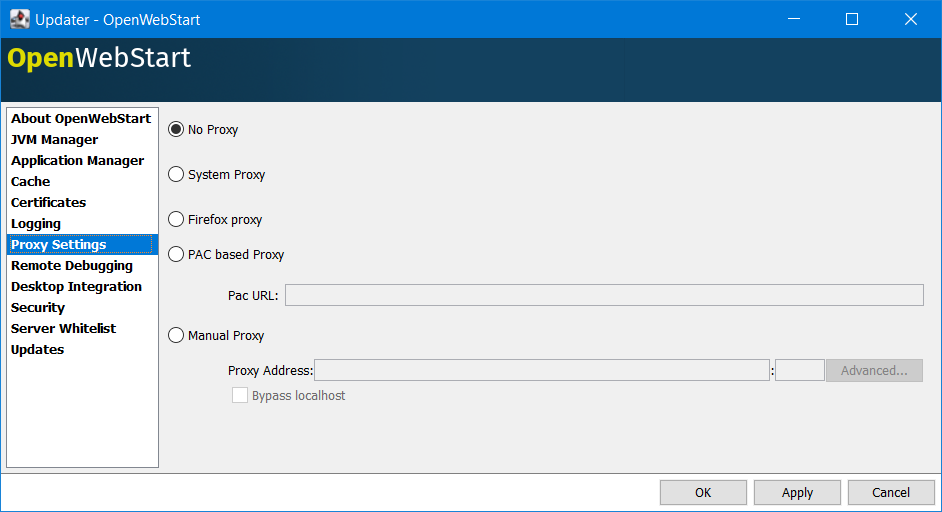 Updater - OpenWebStart
OpenWebStart
About OpenWebStart
JVM Manager
Application Manager
Cache
Certificates
Logging
Proxy Settings
Remote Debugging
Desktop Integration
Security
Server Whitelist
Updates
No Proxy
System Proxy
Firefox proxy
PAC based Proxy
Pac URL:
Manual Proxy
Proxy Address: : Advanced...
Bypass localhost
OK Apply Cancel